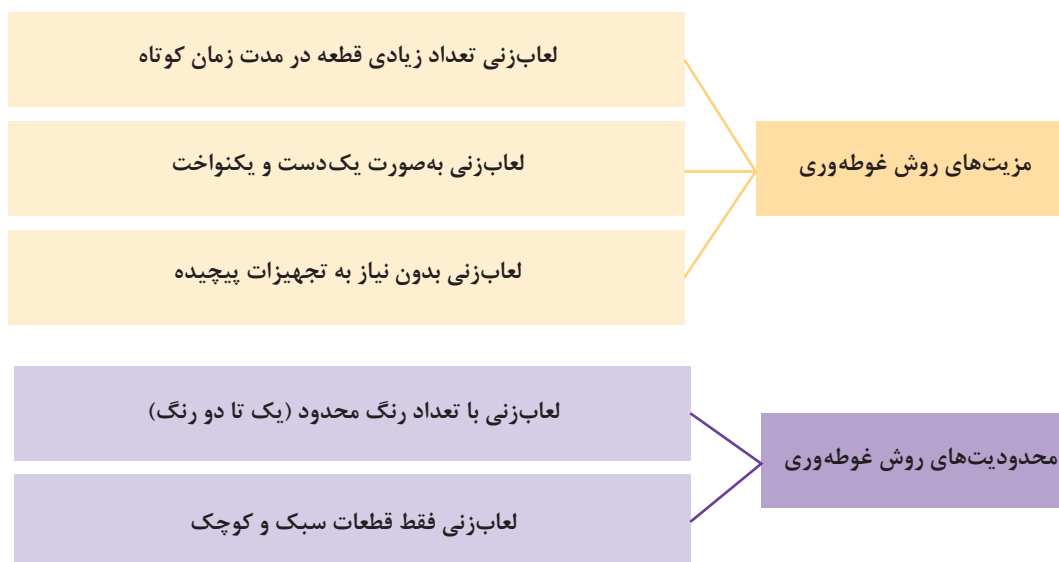 مزیت‌های روش غوطه‌وری
لعاب‌زنی تعداد زیادی قطعه در مدت زمان کوتاه
لعاب‌زنی به‌صورت یک‌دست و یکنواخت
لعاب‌زنی بدون نیاز به تجهیزات پیچیده
محدودیت‌های روش غوطه‌وری
لعاب‌زنی با تعداد رنگ محدود (یک تا دو رنگ)
لعاب‌زنی فقط قطعات سبک و کوچک